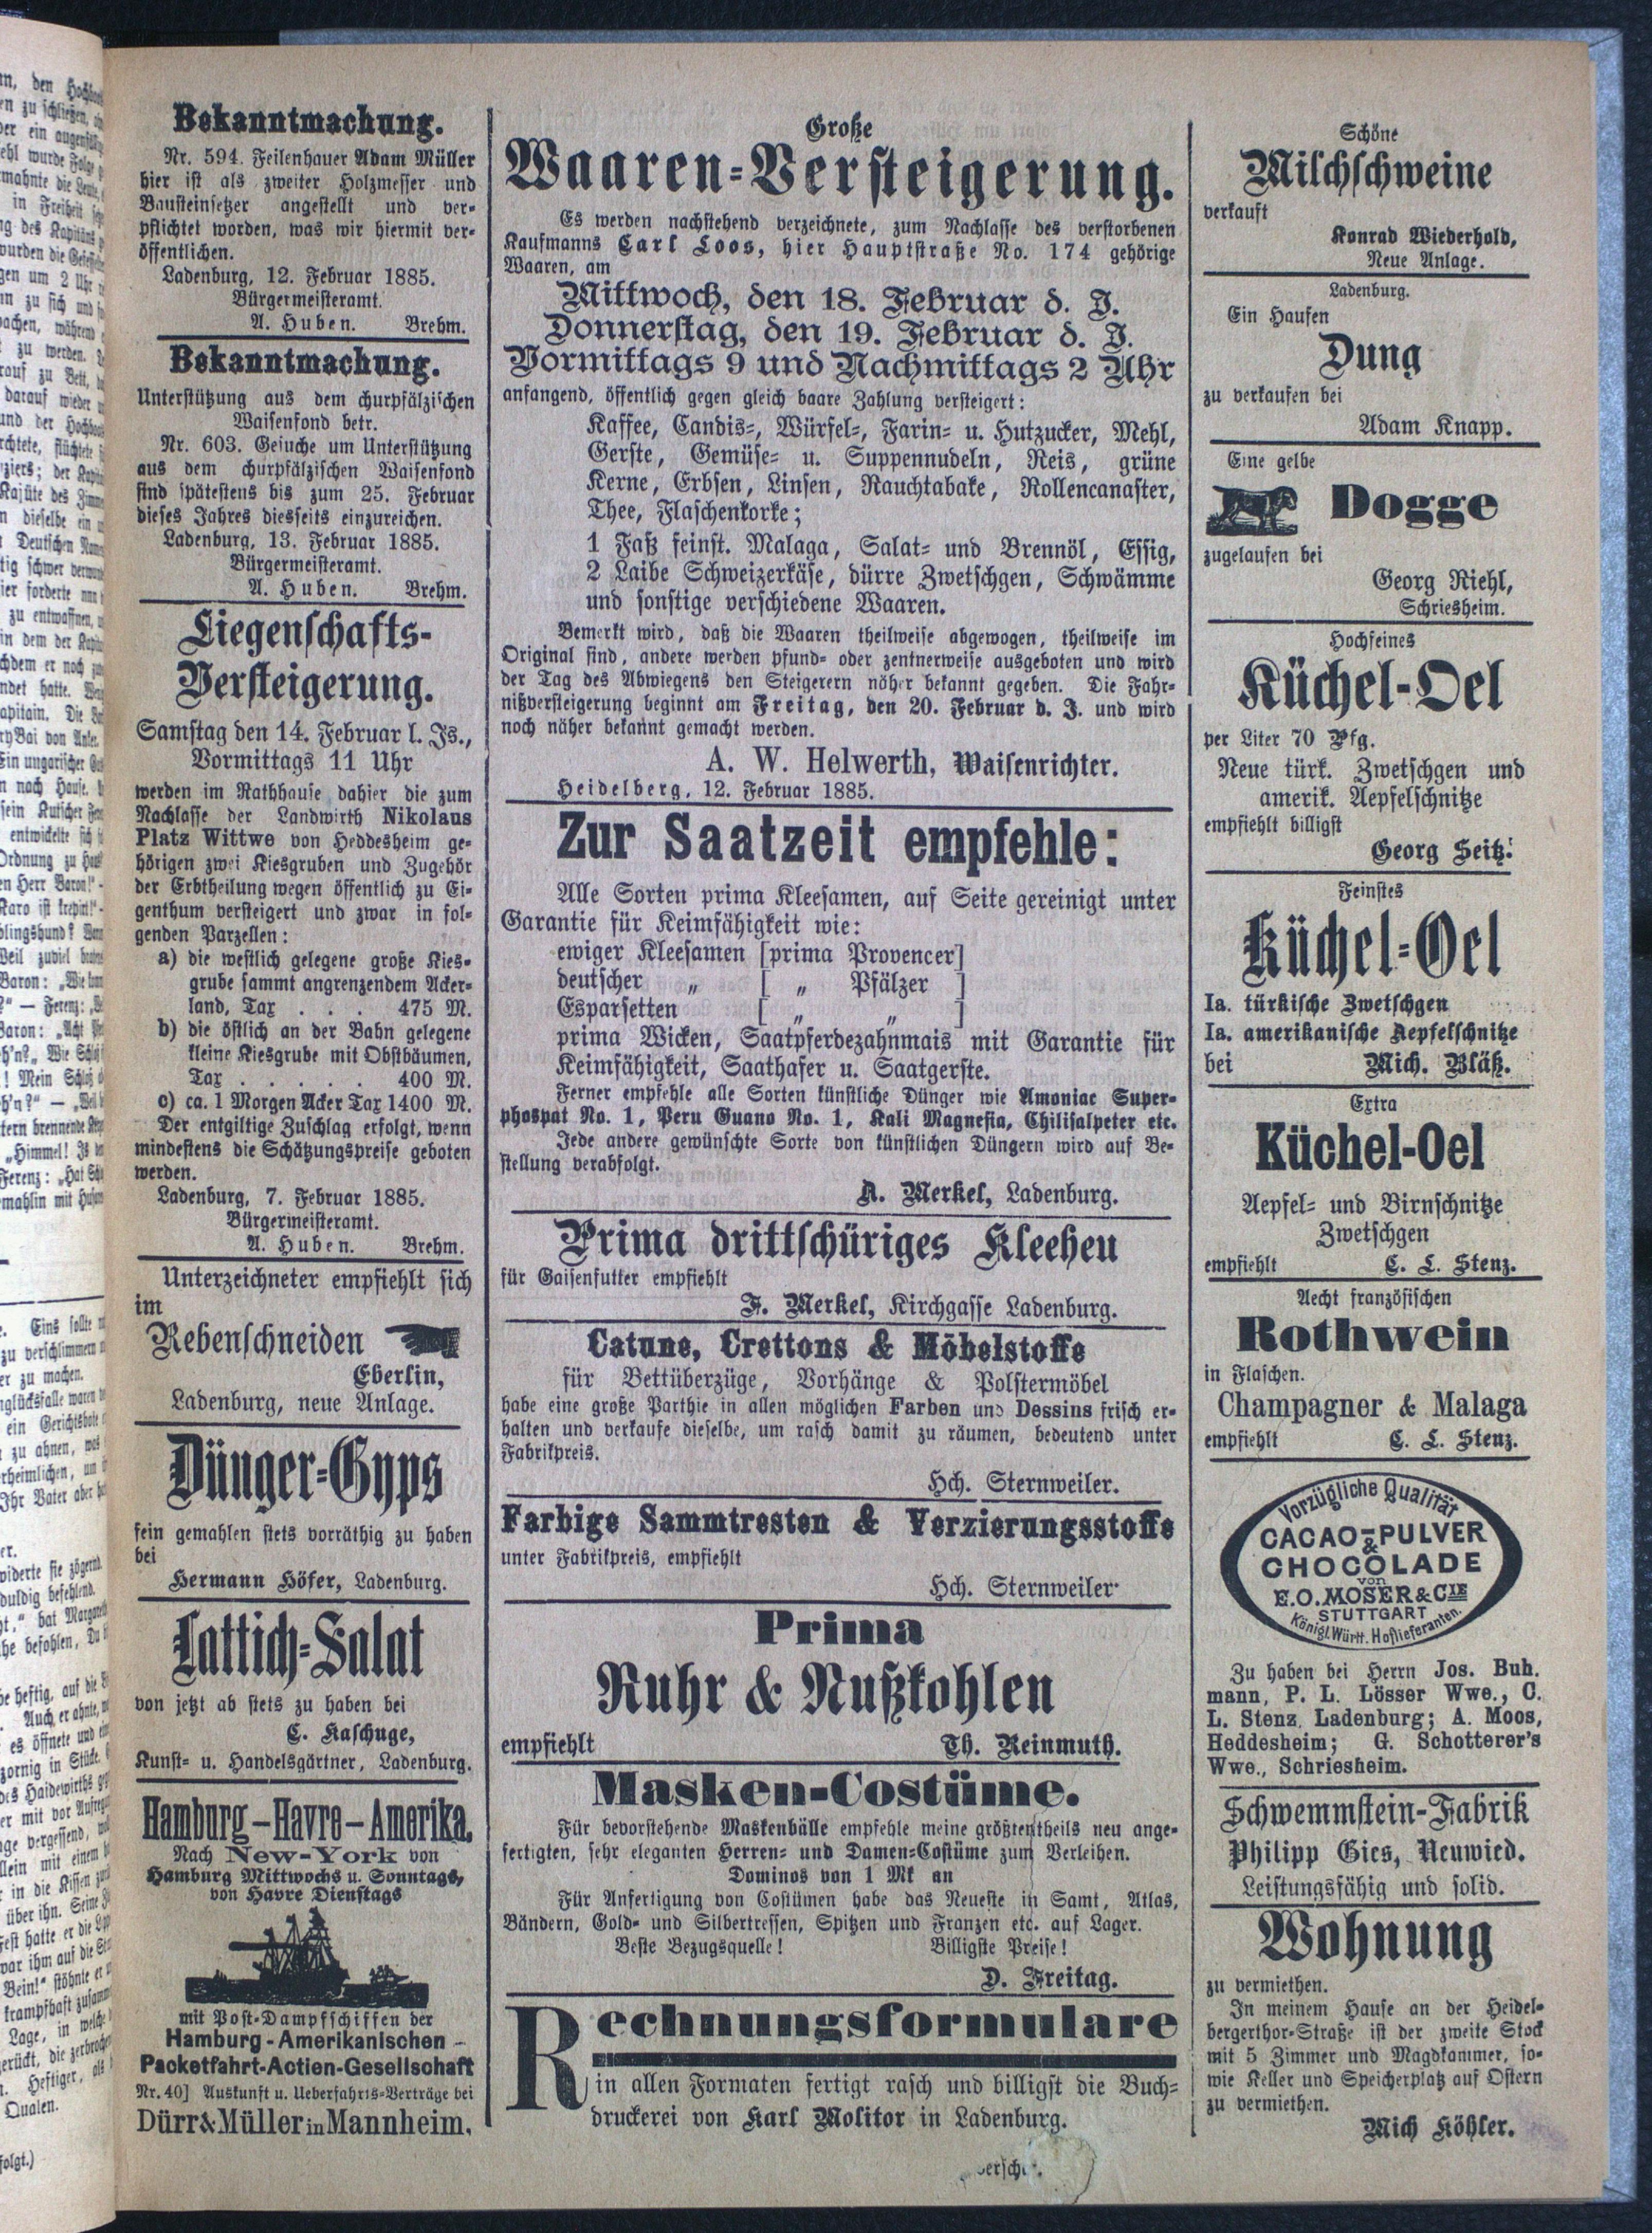 Bekanntmachung.
Nr. 594. Feilenhauer Adam Müller
hier ist als zweiter Holzmesser und
Bausteinsetzer angestellt und ver-
pflichtet worden, was wir hiermit ver-
öffentlichen.
Ladenburg, 12. Februar 1885.
Bürgermeisteramt.
A. Huben. Brehm.
Bekanntmachung.
Unterstützung aus dem churpfälzischen
Waisenfond betr.
Nr. 603. Gesuche um Unterstützung
aus dem churpfälzischen Waisenfond
sind spätestens bis zum 25. Februar
dieses Jahres diesseits einzureichen.
Ladenburg, 13. Februar 1885.
Bürgermeisteramt.
A. Huben. Brehm.
Liegenschafts-
Versteigerung.
Samstag den 14. Februar l. Js.,
Vormittags 11 Uhr
werden im Rathhause dahier die zum
Nachlasse der Landwirth Nikolaus
Platz Wittwe von Heddesheim ge-
hörigen zwei Kiesgruben und Zugehör
der Erbtheilung wegen öffentlich zu Ei-
genthum versteigert und zwar in fol-
genden Parzellen:
a) die westlich gelegene große Kies-
grube sammt angrenzendem Acker-
land, Tax . . . 475 M.
b) die östlich an der Bahn gelegene
kleine Kiesgrube mit Obstbäumen,
Tax . . . . . 400 M.
c) ca. 1 Morgen Acker Tax 1400 M.
Der entgiltige Zuschlag erfolgt, wenn
mindestens die Schätzungspreise geboten
werden.
Ladenburg, 7. Februar 1885.
Bürgermeisteramt.
A. Huben. Brehm.
Unterzeichneter empfiehlt sich
im
Rebenschneiden
Eberlin,
Ladenburg, neue Anlage.
Dünger-Gyps
fein gemahlen stets vorräthig zu haben
bei
Hermann Höfer, Ladenburg.
Lattich-Salat
von jetzt ab stets zu haben bei
C. Kaschuge,
Kunst- u. Handelsgärtner, Ladenburg.
Hamburg – Havre – Amerika.
Nach New-York von
Hamburg Mittwochs u. Sonntags,
von Havre Dienstags
mit Post-Dampfschiffen der
Hamburg - Amerikanischen -
Packetfahrt-Actien-Gesellschaft
Nr. 40] Auskunft u. Ueberfahrts-Verträge bei
Dürr & Müller in Mannheim.
Große
Waaren-Versteigerung.
Es werden nachstehend verzeichnete, zum Nachlasse des verstorbenen
Kaufmanns Carl Loos, hier Hauptstraße No. 174 gehörige
Waaren, am
Mittwoch, den 18. Februar d. J.
Donnerstag, den 19. Februar d. J.
Vormittags 9 und Nachmittags 2 Uhr
anfangend, öffentlich gegen gleich baare Zahlung versteigert:
Kaffee, Candis-, Würfel-, Farin- u. Hutzucker, Mehl,
Gerste, Gemüse- u. Suppennudeln, Reis, grüne
Kerne, Erbsen, Linsen, Rauchtabake, Rollencanaster,
Thee, Flaschenkorke;
1 Faß feinst. Malaga, Salat- und Brennöl, Essig,
2 Laibe Schweizerkäse, dürre Zwetschgen, Schwämme
und sonstige verschiedene Waaren.
Bemerkt wird, daß die Waaren theilweise abgewogen, theilweise im
Original sind, andere werden pfund- oder zentnerweise ausgeboten und wird
der Tag des Abwiegens den Steigerern näher bekannt gegeben. Die Fahr-
nißversteigerung beginnt am Freitag, den 20. Februar d. J. und wird
noch näher bekannt gemacht werden.
A. W. Helwerth, Waisenrichter.
Heidelberg, 12. Februar 1885.
Zur Saatzeit empfehle:
Alle Sorten prima Kleesamen, auf Seite gereinigt unter
Garantie für Keimfähigkeit wie:
ewiger Kleesamen [prima Provencer]
deutscher „ [ „ Pfälzer ]
Esparsetten [ „ „ ]
prima Wicken, Saatpferdezahnmais mit Garantie für
Keimfähigkeit, Saathafer u. Saatgerste.
Ferner empfehle alle Sorten künstliche Dünger wie Amoniac Super-
phospat No. 1, Peru Guano No. 1, Kali Magnesia, Chilisalpeter etc.
Jede andere gewünschte Sorte von künstlichen Düngern wird auf Be-
stellung verabfolgt.
A. Merkel, Ladenburg.
Prima drittschüriges Kleeheu
für Gaisenfutter empfiehlt
F. Merkel, Kirchgasse Ladenburg.
Catune, Crettons & Möbelstoffe
für Bettüberzüge, Vorhänge & Polstermöbel
habe eine große Parthie in allen möglichen Farben und Dessins frisch er-
halten und verkaufe dieselbe, um rasch damit zu räumen, bedeutend unter
Fabrikpreis.
Hch. Sternweiler.
Farbige Sammtresten & Verzierungsstoffe
unter Fabrikpreis, empfiehlt
Hch. Sternweiler
Prima
Ruhr & Nußkohlen
empfiehlt Th. Reinmuth.
Masken-Costüme.
Für bevorstehende Maskenbälle empfehle meine größtentheils neu ange-
fertigten, sehr eleganten Herren- und Damen-Costüme zum Verleihen.
Dominos von 1 Mk an
Für Anfertigung von Costümen habe das Neueste in Samt, Atlas,
Bändern, Gold- und Silbertressen, Spitzen und Franzen etc. auf Lager.
Beste Bezugsquelle! Billigste Preise!
D. Freitag.
Rechnungsformulare
in allen Formaten fertigt rasch und billigst die Buch-
druckerei von Karl Molitor in Ladenburg.
Schöne
Milchschweine
verkauft
Konrad Wiederhold,
Neue Anlage.
Ladenburg.
Ein Haufen
Dung
zu verkaufen bei
Adam Knapp.
Eine gelbe
Dogge
zugelaufen bei
Georg Riehl,
Schriesheim.
Hochfeines
Küchel-Oel
per Liter 70 Pfg.
Neue türk. Zwetschgen und
amerik. Aepfelschnitze
empfiehlt billigst
Georg Seitz.
Feinstes
Küchel-Oel
Ia. türkische Zwetschgen
Ia. amerikanische Aepfelschnitze
bei Mich. Bläß.
Extra
Küchel-Oel
Aepfel- und Birnschnitze
Zwetschgen
empfiehlt C. L. Stenz.
Aecht französischen
Rothwein
in Flaschen.
Champagner & Malaga
empfiehlt C. L. Stenz.
Vorzügliche Qualität
CACAO-PULVER
&
CHOCOLADE
von
E.O. MOSER & CIE
STUTTGART
Königl. Württ. Hoflieferanten.
Zu haben bei Herrn Jos. Buh.
mann, P. L. Lösser Wwe., C.
L. Stenz, Ladenburg; A. Moos,
Heddesheim; G. Schotterer's
Wwe., Schriesheim.
Schwemmstein-Fabrik
Philipp Gies, Neuwied.
Leistungsfähig und solid.
Wohnung
zu vermiethen.
In meinem Hause an der Heidel-
bergerthor-Straße ist der zweite Stock
mit 5 Zimmer und Magdkammer, so-
wie Keller und Speicherplatz auf Ostern
zu vermiethen.
Mich Köhler.